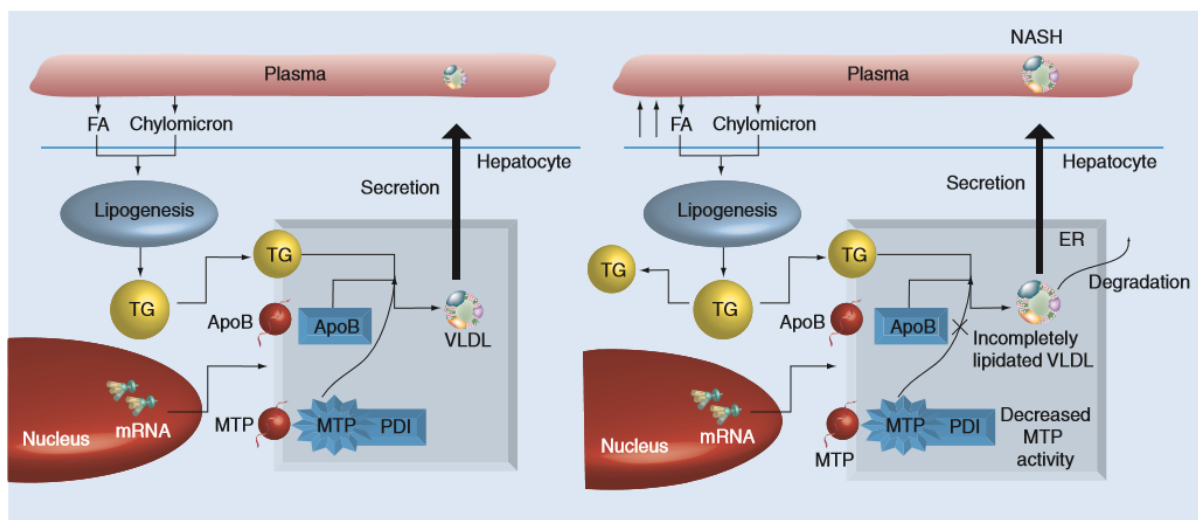 Plasma
FA
Chylomicron
Hepatocyte
Secretion
Lipogenesis
TG
TG
ApoB
ApoB
VLDL
Nucleus
mRNA
MTP
MTP
PDI
NASH
Plasma
FA
Chylomicron
Hepatocyte
Secretion
Lipogenesis
ER
TG
TG
TG
Degradation
ApoB
ApoB
Incompletely
lipidated VLDL
Nucleus
mRNA
MTP
MTP
PDI
Decreased
MTP
activity